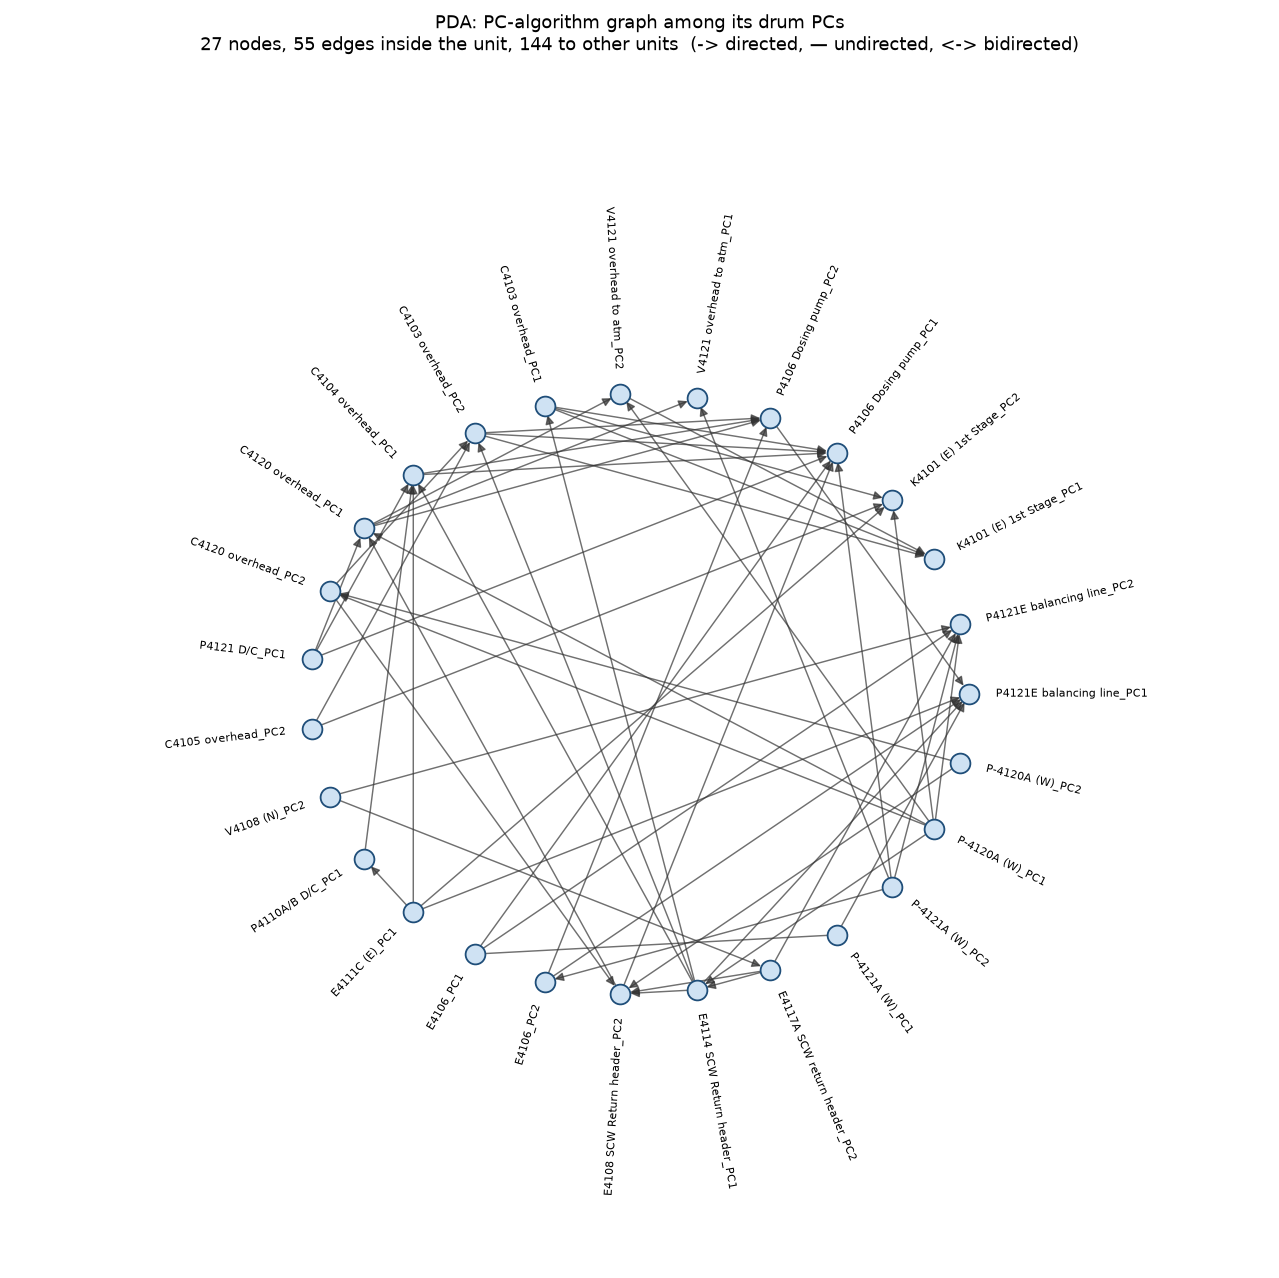 PDA: PC-algorithm graph among its drum PCs
27 nodes, 55 edges inside the unit, 144 to other units  (-> directed, — undirected, <-> bidirected)
V4121 overhead to atm_PC2
V4121 overhead to atm_PC1
C4103 overhead_PC1
P4106 Dosing pump_PC2
C4103 overhead_PC2
P4106 Dosing pump_PC1
C4104 overhead_PC1
K4101 (E) 1st Stage_PC2
C4120 overhead_PC1
K4101 (E) 1st Stage_PC1
C4120 overhead_PC2
P4121E balancing line_PC2
P4121 D/C_PC1
P4121E balancing line_PC1
C4105 overhead_PC2
P-4120A (W)_PC2
V4108 (N)_PC2
P-4120A (W)_PC1
P4110A/B D/C_PC1
P-4121A (W)_PC2
E4111C (E)_PC1
P-4121A (W)_PC1
E4106_PC1
E4106_PC2
E4117A SCW return header_PC2
E4108 SCW Return header_PC2
E4114 SCW Return header_PC1